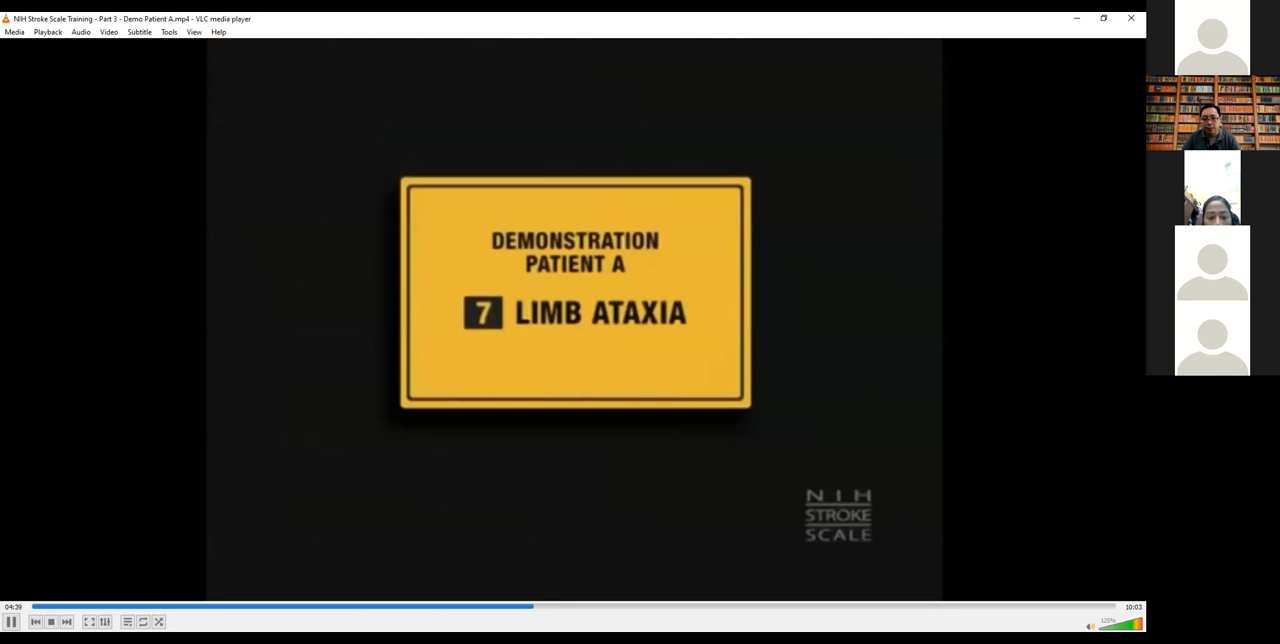 NIH Stroke Scale Training - Part 3 - Demo Patient A.mp4 - VLC media player
Media Playback Audio Video Subtitle Tools View Help
DEMONSTRATION
PATIENT A
7 LIMB ATAXIA
NIH
STROKE
SCALE
04:39
10:03
125%